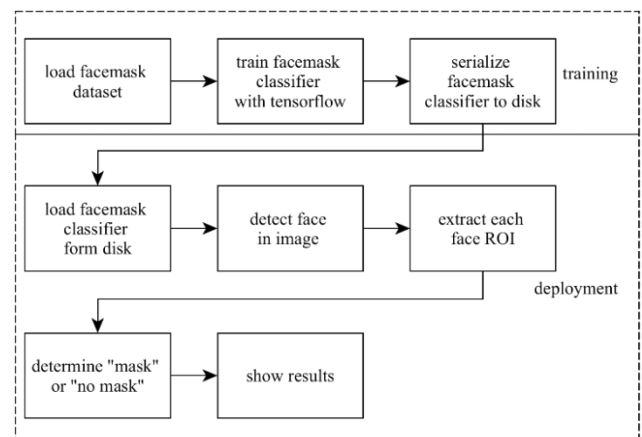 load facemask
dataset
train facemask
classifier
with tensorflow
serialize
facemask
classifier to disk
training
load facemask
classifier
form disk
detect face
in image
extract each
face ROI
deployment
determine "mask"
or "no mask"
show results